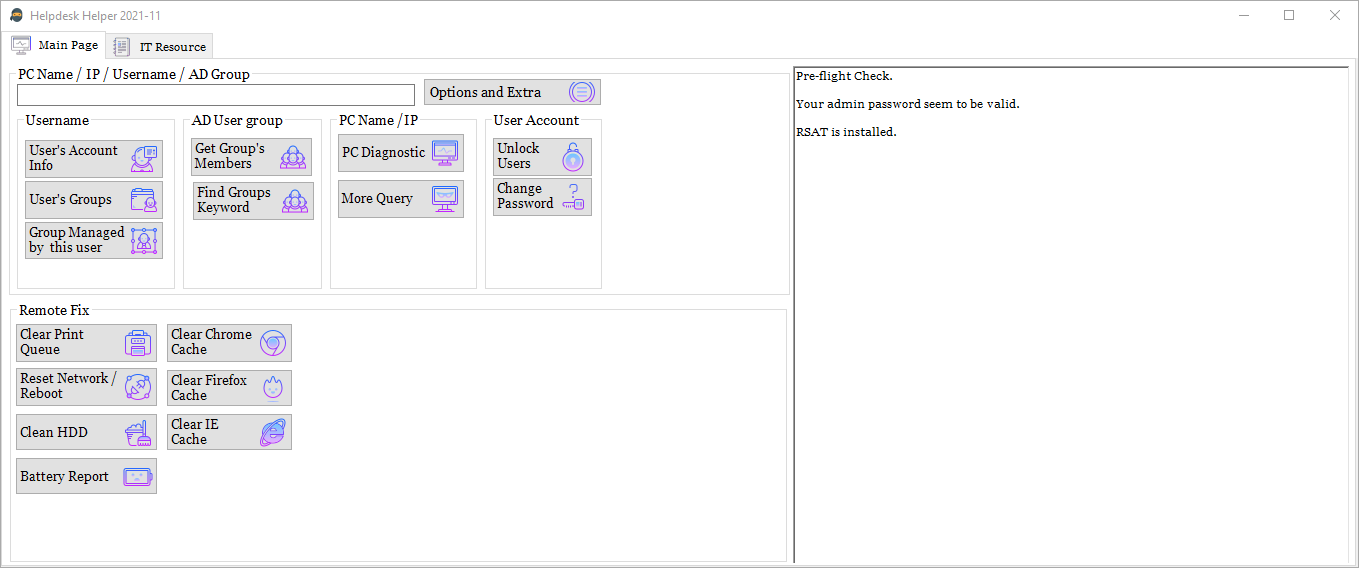 Helpdesk Helper 2021-11
Main Page
IT Resource
PC Name / IP / Username / AD Group
Options and Extra
Username
User's Account
Info
User's Groups
Group Managed
by this user
AD User group
Get Group's
Members
Find Groups
Keyword
PC Name /IP
PC Diagnostic
More Query
User Account
Unlock
Users
Change
Password
Remote Fix
Clear Print
Queue
Clear Chrome
Cache
Reset Network /
Reboot
Clear Firefox
Cache
Clean HDD
Clear IE
Cache
Battery Report
Pre-flight Check.
Your admin password seem to be valid.
RSAT is installed.